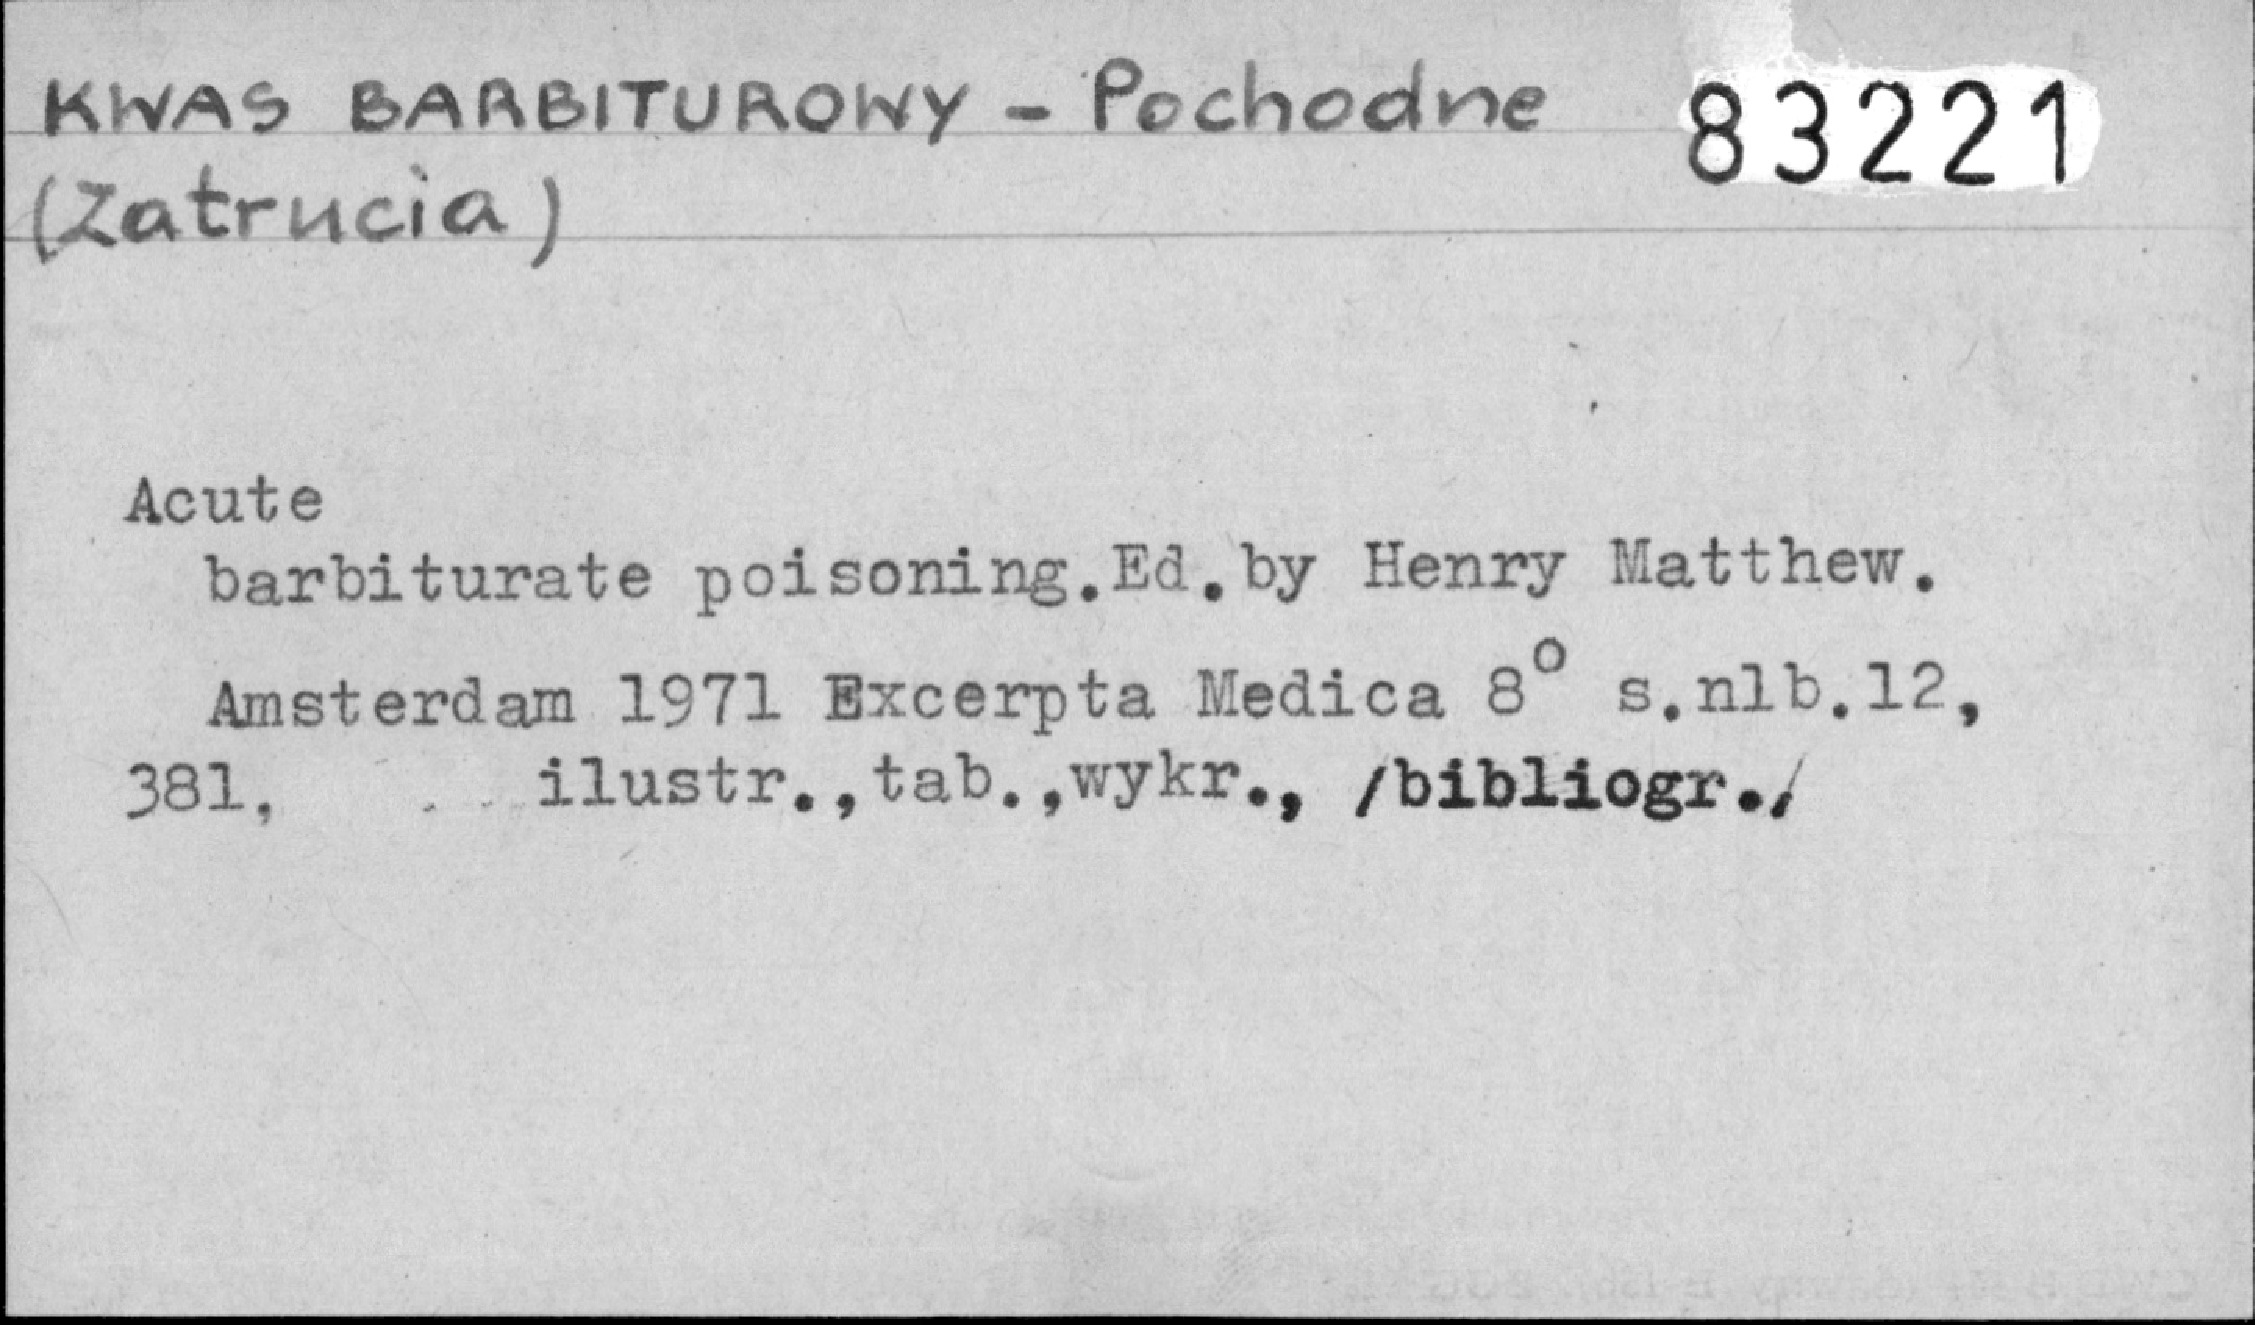 KWAS BARBITUROWY - Pochodne 83221
(Zatrucia)
Acute
barbiturate poisoning.Ed.by Henry Matthew.
Amsterdam 1971 Excerpta Medica 8° s.nlb.12,
381, ilustr.,tab.,wykr., /bibliogr./